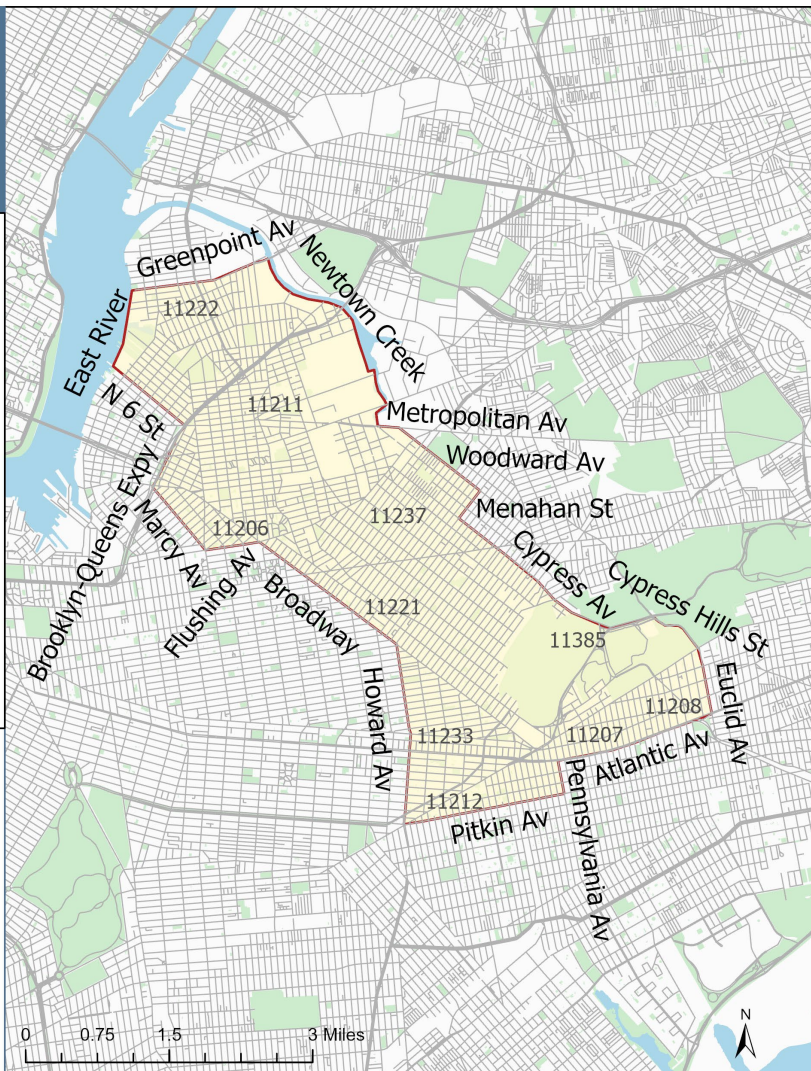 Greenpoint Av
Newtown Creek
East River
11222
N 6 St
11211
Metropolitan Av
Woodward Av
Brooklyn-Queens Expy
Marcy Av
11206
11237
Menahan St
Flushing Av
Cypress Av
Broadway
11221
Cypress Hills St
11385
Howard Av
Euclid Av
11208
11233
11207
Atlantic Av
11212
Pitkin Av
Pennsylvania Av
N
0 0.75 1.5 3 Miles